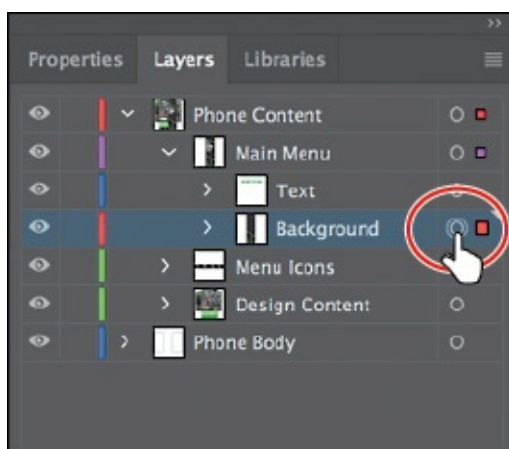 Properties Layers Libraries
Phone Content
Main Menu
Text
Background
Menu Icons
Design Content
Phone Body